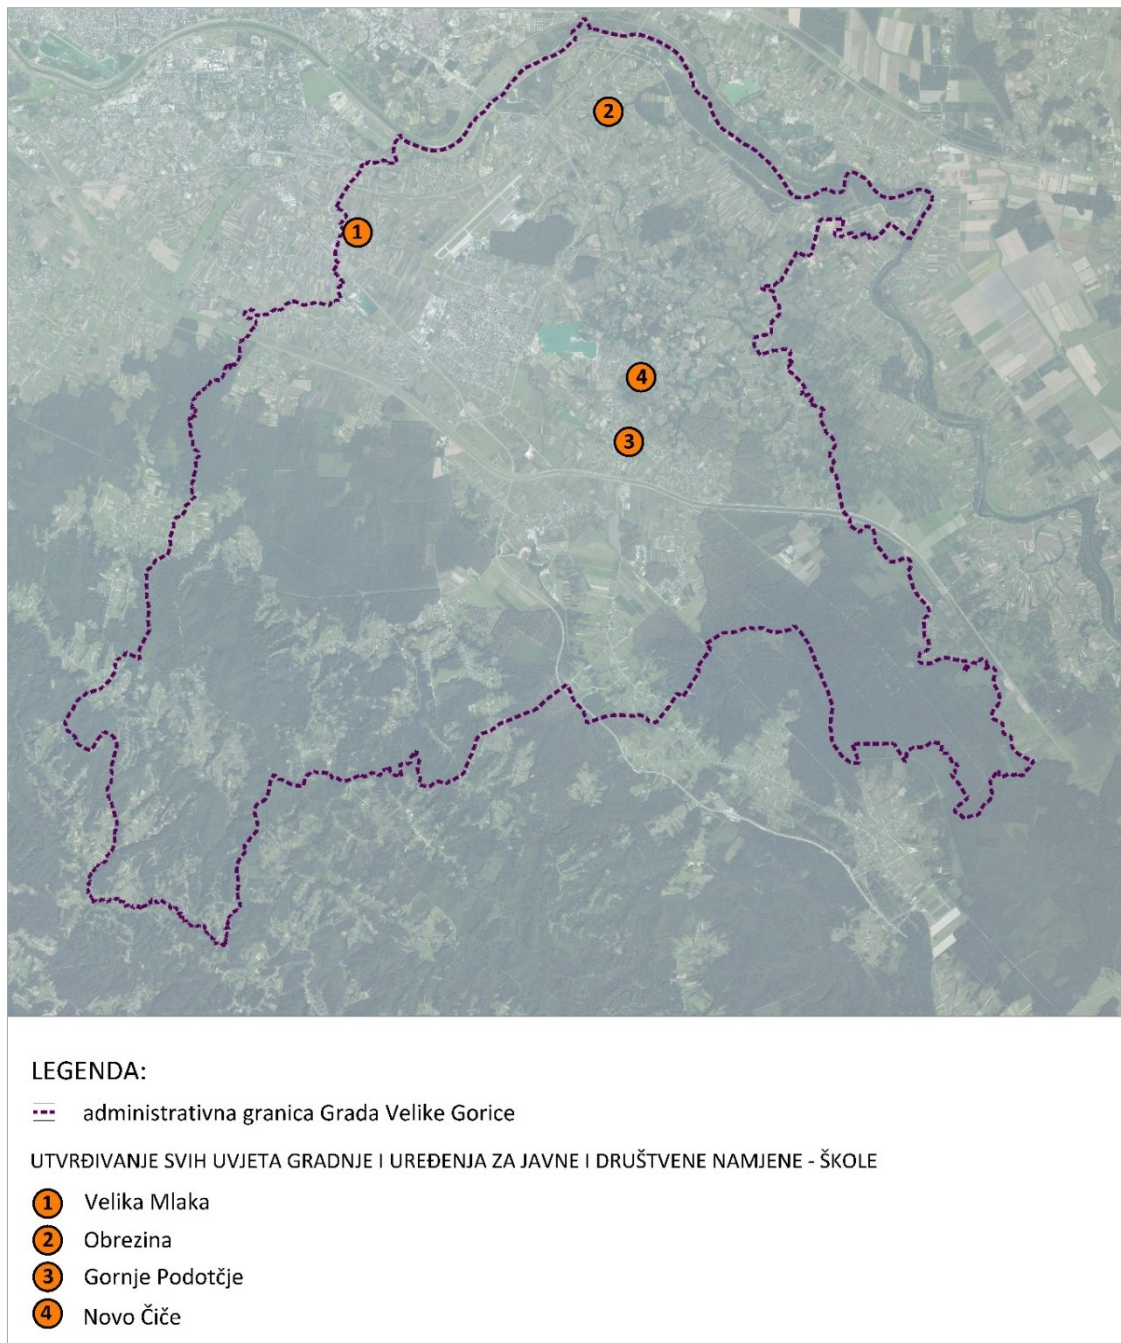 2
1
4
3
LEGENDA:
administrativna granica Grada Velike Gorice
UTVRĐIVANJE SVIH UVJETA GRADNJE I UREĐENJA ZA JAVNE I DRUŠTVENE NAMJENE - ŠKOLE
1 Velika Mlaka
2 Obrezina
3 Gornje Podotčje
4 Novo Čiče